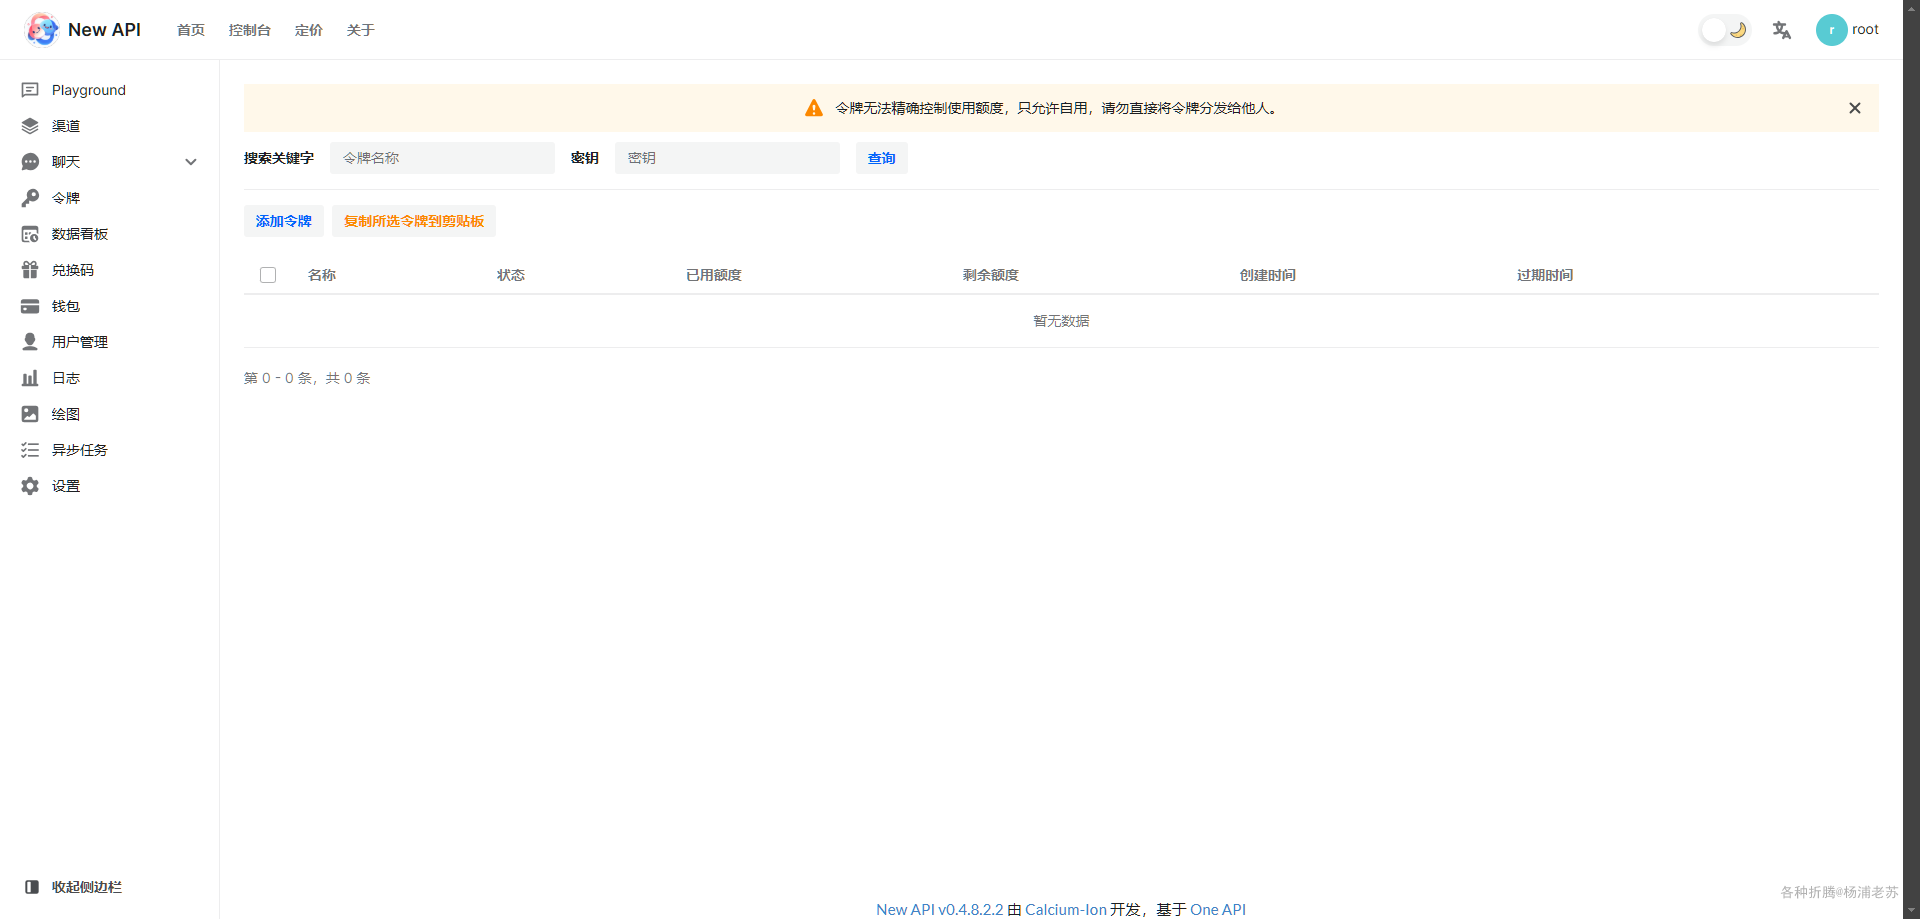 New API 首页 控制台 定价 关于 r root
Playground
渠道
聊天
令牌
数据看板
兑换码
钱包
用户管理
日志
绘图
异步任务
设置
收起侧边栏
令牌无法精确控制使用额度，只允许自用，请勿直接将令牌分发给他人。
搜索关键字 令牌名称 密钥 密钥 查询
添加令牌 复制所选令牌到剪贴板
名称 状态 已用额度 剩余额度 创建时间 过期时间
暂无数据
第 0 - 0 条，共 0 条
各种折腾@杨浦老苏
New API v0.4.8.2.2 由 Calcium-Ion 开发，基于 One API